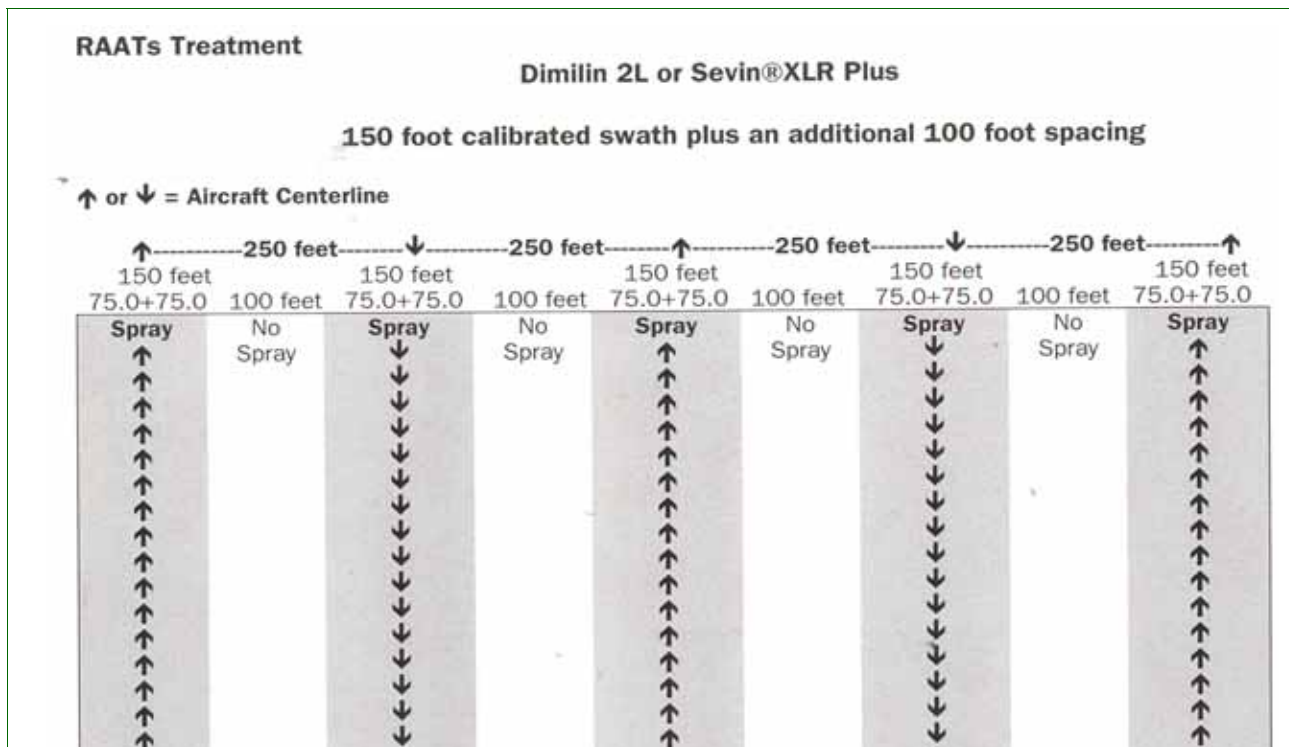 RAATs Treatment
Dimilin 2L or Sevin®XLR Plus
150 foot calibrated swath plus an additional 100 foot spacing
↑ or ↓ = Aircraft Centerline
↑----------250 feet--------↓----------250 feet--------↑----------250 feet--------↓----------250 feet---------↑
150 feet 150 feet 150 feet 150 feet 150 feet
75.0+75.0 100 feet 75.0+75.0 100 feet 75.0+75.0 100 feet 75.0+75.0 100 feet 75.0+75.0
Spray No Spray No Spray No Spray No Spray
Spray Spray Spray Spray